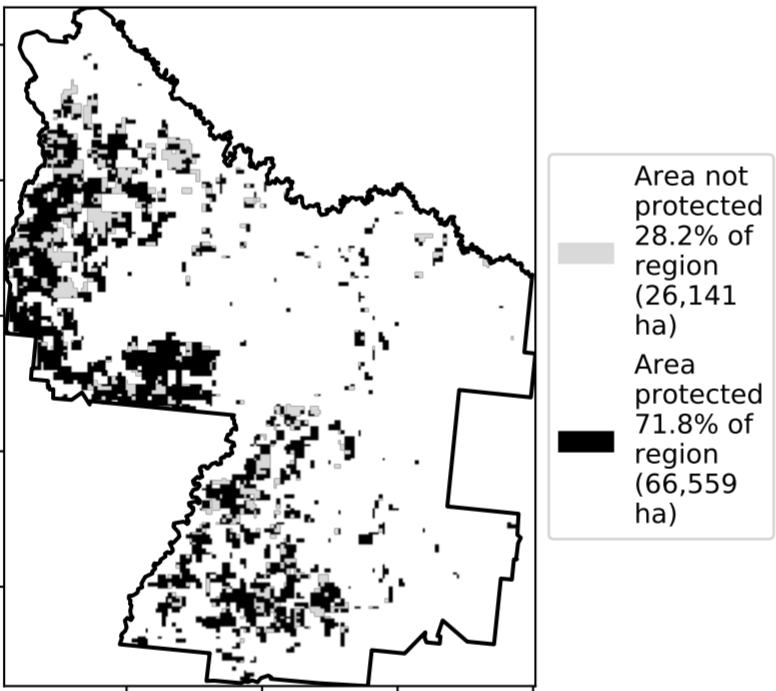 Area not
protected
28.2% of
region
(26,141
ha)
Area
protected
71.8% of
region
(66,559
ha)